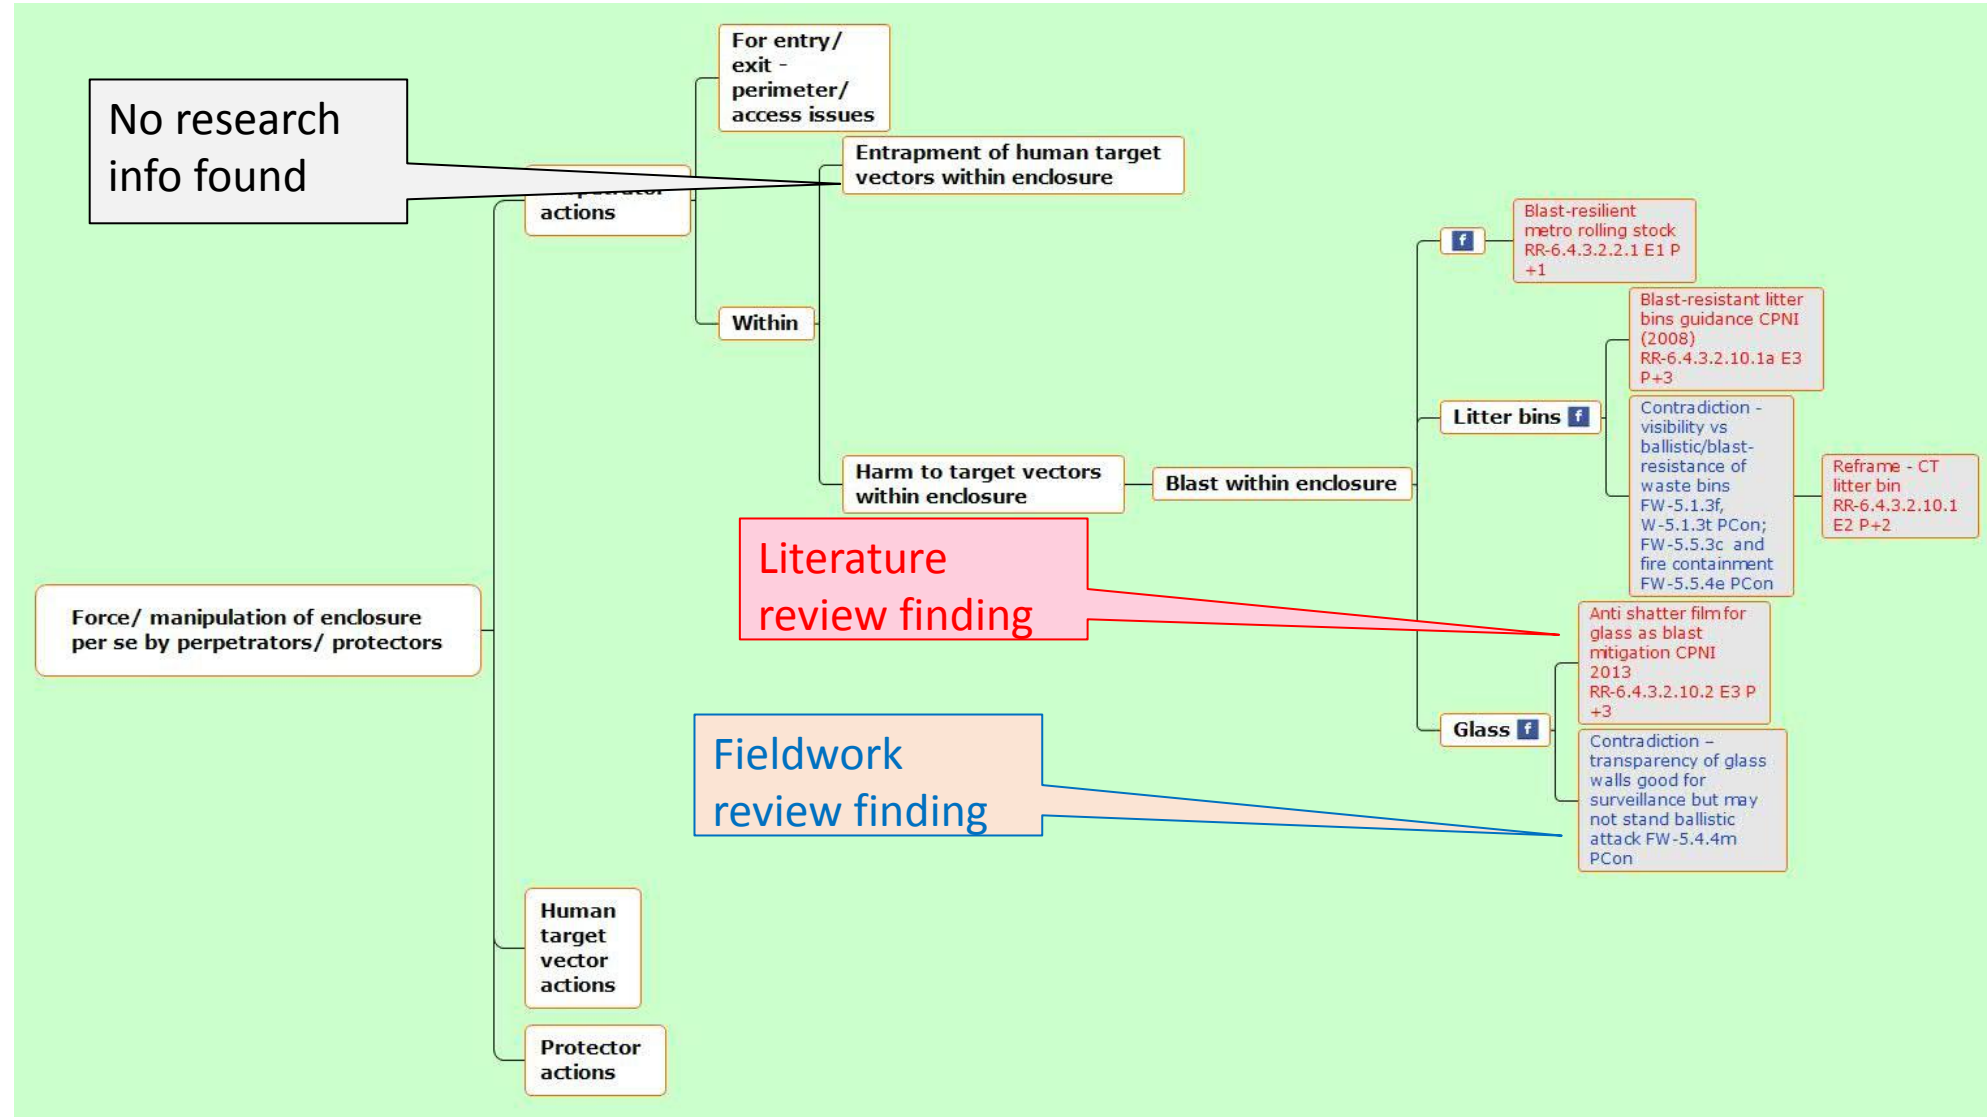 For entry/
exit -
perimeter/
access issues
No research
info found
Entrapment of human target
vectors within enclosure
actions
Blast-resilient
metro rolling stock
RR-6.4.3.2.2.1 E1 P
+1
f
Within
Blast-resistant litter
bins guidance CPNI
(2008)
RR-6.4.3.2.10.1a E3
P+3
Litter bins f
Contradiction -
visibility vs
ballistic/blast-
resistance of
waste bins
FW-5.1.3f,
W-5.1.3t PCon;
FW-5.5.3c and
fire containment
FW-5.5.4e PCon
Reframe - CT
litter bin
RR-6.4.3.2.10.1
E2 P+2
Harm to target vectors
within enclosure
Blast within enclosure
Literature
review finding
Force/ manipulation of enclosure
per se by perpetrators/ protectors
Anti shatter film for
glass as blast
mitigation CPNI
2013
RR-6.4.3.2.10.2 E3 P
+3
Glass f
Fieldwork
review finding
Contradiction –
transparency of glass
walls good for
surveillance but may
not stand ballistic
attack FW-5.4.4m
PCon
Human
target
vector
actions
Protector
actions